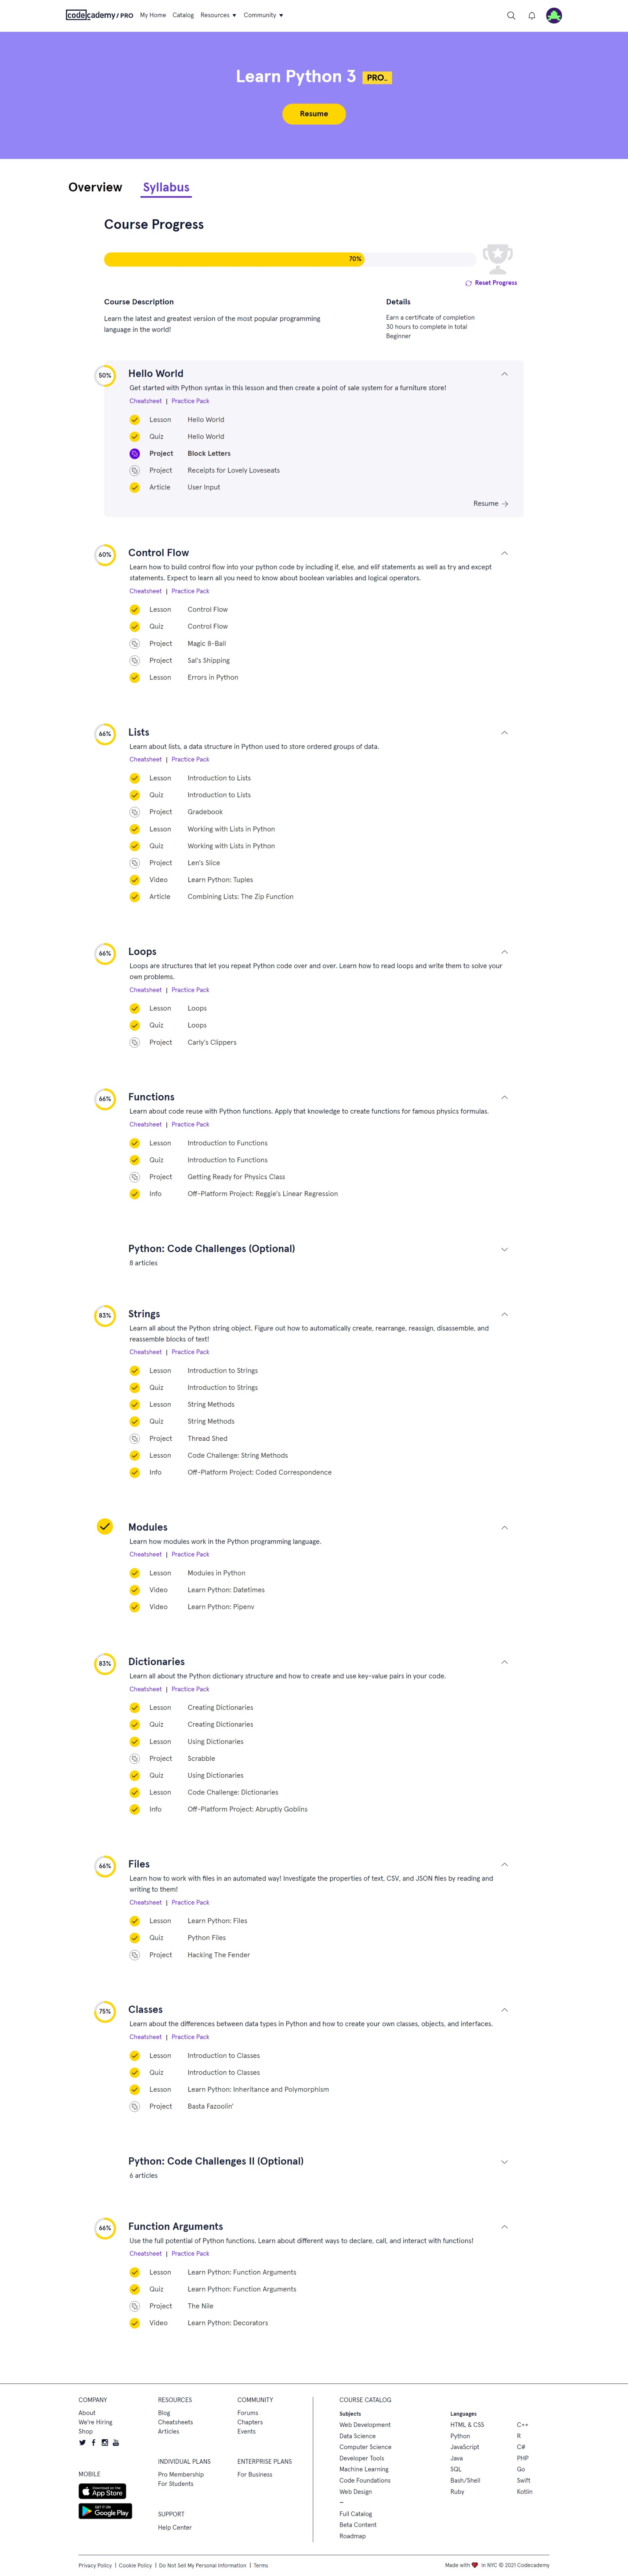 codecademy/PRO My Home Catalog Resources Community
Learn Python 3 PRO
Resume
Overview Syllabus
Course Progress
70%
Reset Progress
Course Description
Learn the latest and greatest version of the most popular programming
language in the world!
Details
Earn a certificate of completion
30 hours to complete in total
Beginner
50% Hello World
Get started with Python syntax in this lesson and then create a point of sale system for a furniture store!
Cheatsheet | Practice Pack
Lesson Hello World
Quiz Hello World
Project Block Letters
Project Receipts for Lovely Loveseats
Article User Input
Resume →
60% Control Flow
Learn how to build control flow into your python code by including if, else, and elif statements as well as try and except
statements. Expect to learn all you need to know about boolean variables and logical operators.
Cheatsheet | Practice Pack
Lesson Control Flow
Quiz Control Flow
Project Magic 8-Ball
Project Sal's Shipping
Lesson Errors in Python
66% Lists
Learn about lists, a data structure in Python used to store ordered groups of data.
Cheatsheet | Practice Pack
Lesson Introduction to Lists
Quiz Introduction to Lists
Project Gradebook
Lesson Working with Lists in Python
Quiz Working with Lists in Python
Project Len's Slice
Video Learn Python: Tuples
Article Combining Lists: The Zip Function
66% Loops
Loops are structures that let you repeat Python code over and over. Learn how to read loops and write them to solve your
own problems.
Cheatsheet | Practice Pack
Lesson Loops
Quiz Loops
Project Carly's Clippers
66% Functions
Learn about code reuse with Python functions. Apply that knowledge to create functions for famous physics formulas.
Cheatsheet | Practice Pack
Lesson Introduction to Functions
Quiz Introduction to Functions
Project Getting Ready for Physics Class
Info Off-Platform Project: Reggie's Linear Regression
Python: Code Challenges (Optional)
8 articles
83% Strings
Learn all about the Python string object. Figure out how to automatically create, rearrange, reassign, disassemble, and
reassemble blocks of text!
Cheatsheet | Practice Pack
Lesson Introduction to Strings
Quiz Introduction to Strings
Lesson String Methods
Quiz String Methods
Project Thread Shed
Lesson Code Challenge: String Methods
Info Off-Platform Project: Coded Correspondence
Modules
Learn how modules work in the Python programming language.
Cheatsheet | Practice Pack
Lesson Modules in Python
Video Learn Python: Datetimes
Video Learn Python: Pipenv
83% Dictionaries
Learn all about the Python dictionary structure and how to create and use key-value pairs in your code.
Cheatsheet | Practice Pack
Lesson Creating Dictionaries
Quiz Creating Dictionaries
Lesson Using Dictionaries
Project Scrabble
Quiz Using Dictionaries
Lesson Code Challenge: Dictionaries
Info Off-Platform Project: Abruptly Goblins
66% Files
Learn how to work with files in an automated way! Investigate the properties of text, CSV, and JSON files by reading and
writing to them!
Cheatsheet | Practice Pack
Lesson Learn Python: Files
Quiz Python Files
Project Hacking The Fender
75% Classes
Learn about the differences between data types in Python and how to create your own classes, objects, and interfaces.
Cheatsheet | Practice Pack
Lesson Introduction to Classes
Quiz Introduction to Classes
Lesson Learn Python: Inheritance and Polymorphism
Project Basta Fazoolin'
Python: Code Challenges II (Optional)
6 articles
66% Function Arguments
Use the full potential of Python functions. Learn about different ways to declare, call, and interact with functions!
Cheatsheet | Practice Pack
Lesson Learn Python: Function Arguments
Quiz Learn Python: Function Arguments
Project The Nile
Video Learn Python: Decorators
COMPANY
About
We're Hiring
Shop
MOBILE
Download on the
App Store
GET IT ON
Google Play
RESOURCES
Blog
Cheatsheets
Articles
INDIVIDUAL PLANS
Pro Membership
For Students
SUPPORT
Help Center
COMMUNITY
Forums
Chapters
Events
ENTERPRISE PLANS
For Business
COURSE CATALOG
Subjects
Web Development
Data Science
Computer Science
Developer Tools
Machine Learning
Code Foundations
Web Design
—
Full Catalog
Beta Content
Roadmap
Languages
HTML & CSS C++
Python R
JavaScript C#
Java PHP
SQL Go
Bash/Shell Swift
Ruby Kotlin
Privacy Policy | Cookie Policy | Do Not Sell My Personal Information | Terms
Made with ❤ in NYC © 2021 Codecademy